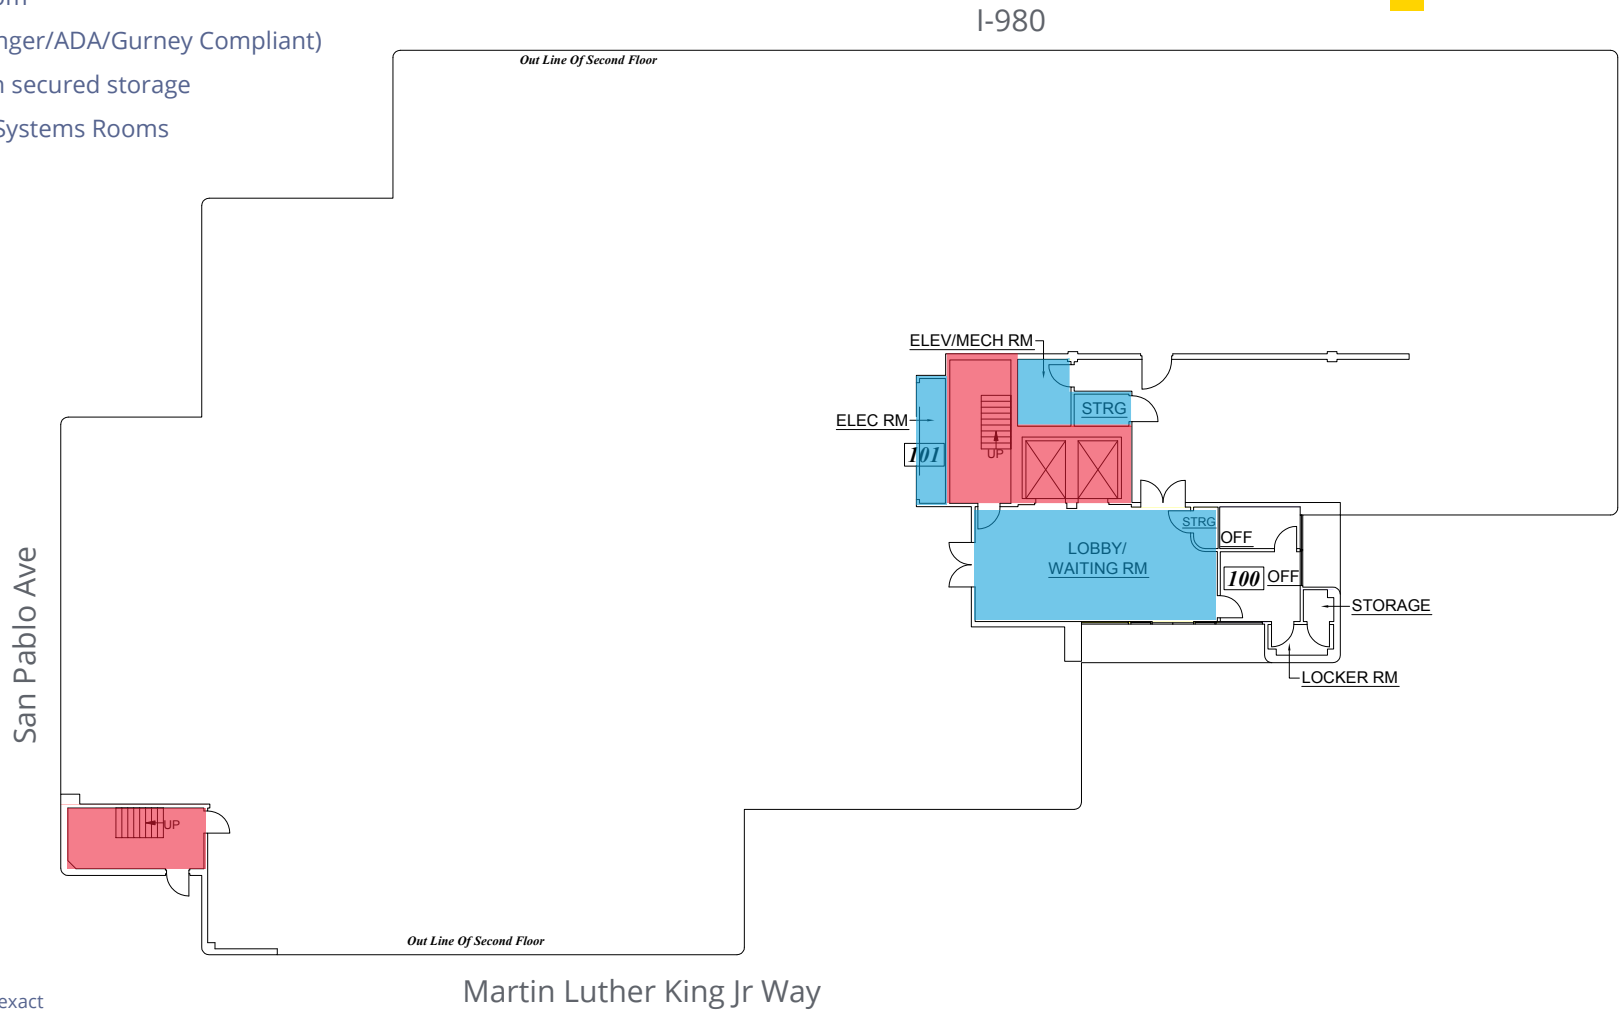 I-980
nger/ADA/Gurney Compliant)
secured storage
Systems Rooms
Out Line Of Second Floor
ELEV/MECH RM
STRG
ELEC RM
101
UP
STRG
OFF
LOBBY/
WAITING RM
100 OFF
STORAGE
LOCKER RM
San Pablo Ave
UP
Out Line Of Second Floor
Martin Luther King Jr Way
exact